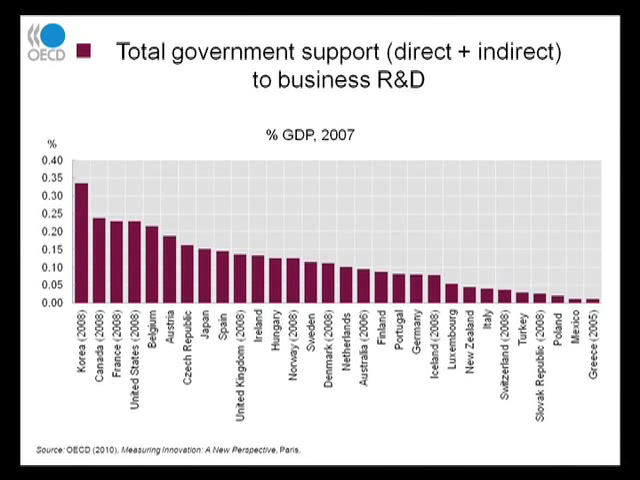 OECD
Total government support (direct + indirect)
to business R&D
% GDP, 2007
%
0.40
0.35
0.30
0.25
0.20
0.15
0.10
0.05
0.00
Korea (2008)
Canada (2008)
France (2008)
United States (2008)
Belgium
Austria
Czech Republic
Japan
Spain
United Kingdom (2008)
Ireland
Hungary
Norway (2008)
Sweden
Denmark (2008)
Netherlands
Australia (2006)
Finland
Portugal
Germany
Iceland (2008)
Luxembourg
New Zealand
Italy
Switzerland (2008)
Turkey
Slovak Republic (2008)
Poland
Mexico
Greece (2005)
Source: OECD (2010), Measuring Innovation: A New Perspective, Paris.